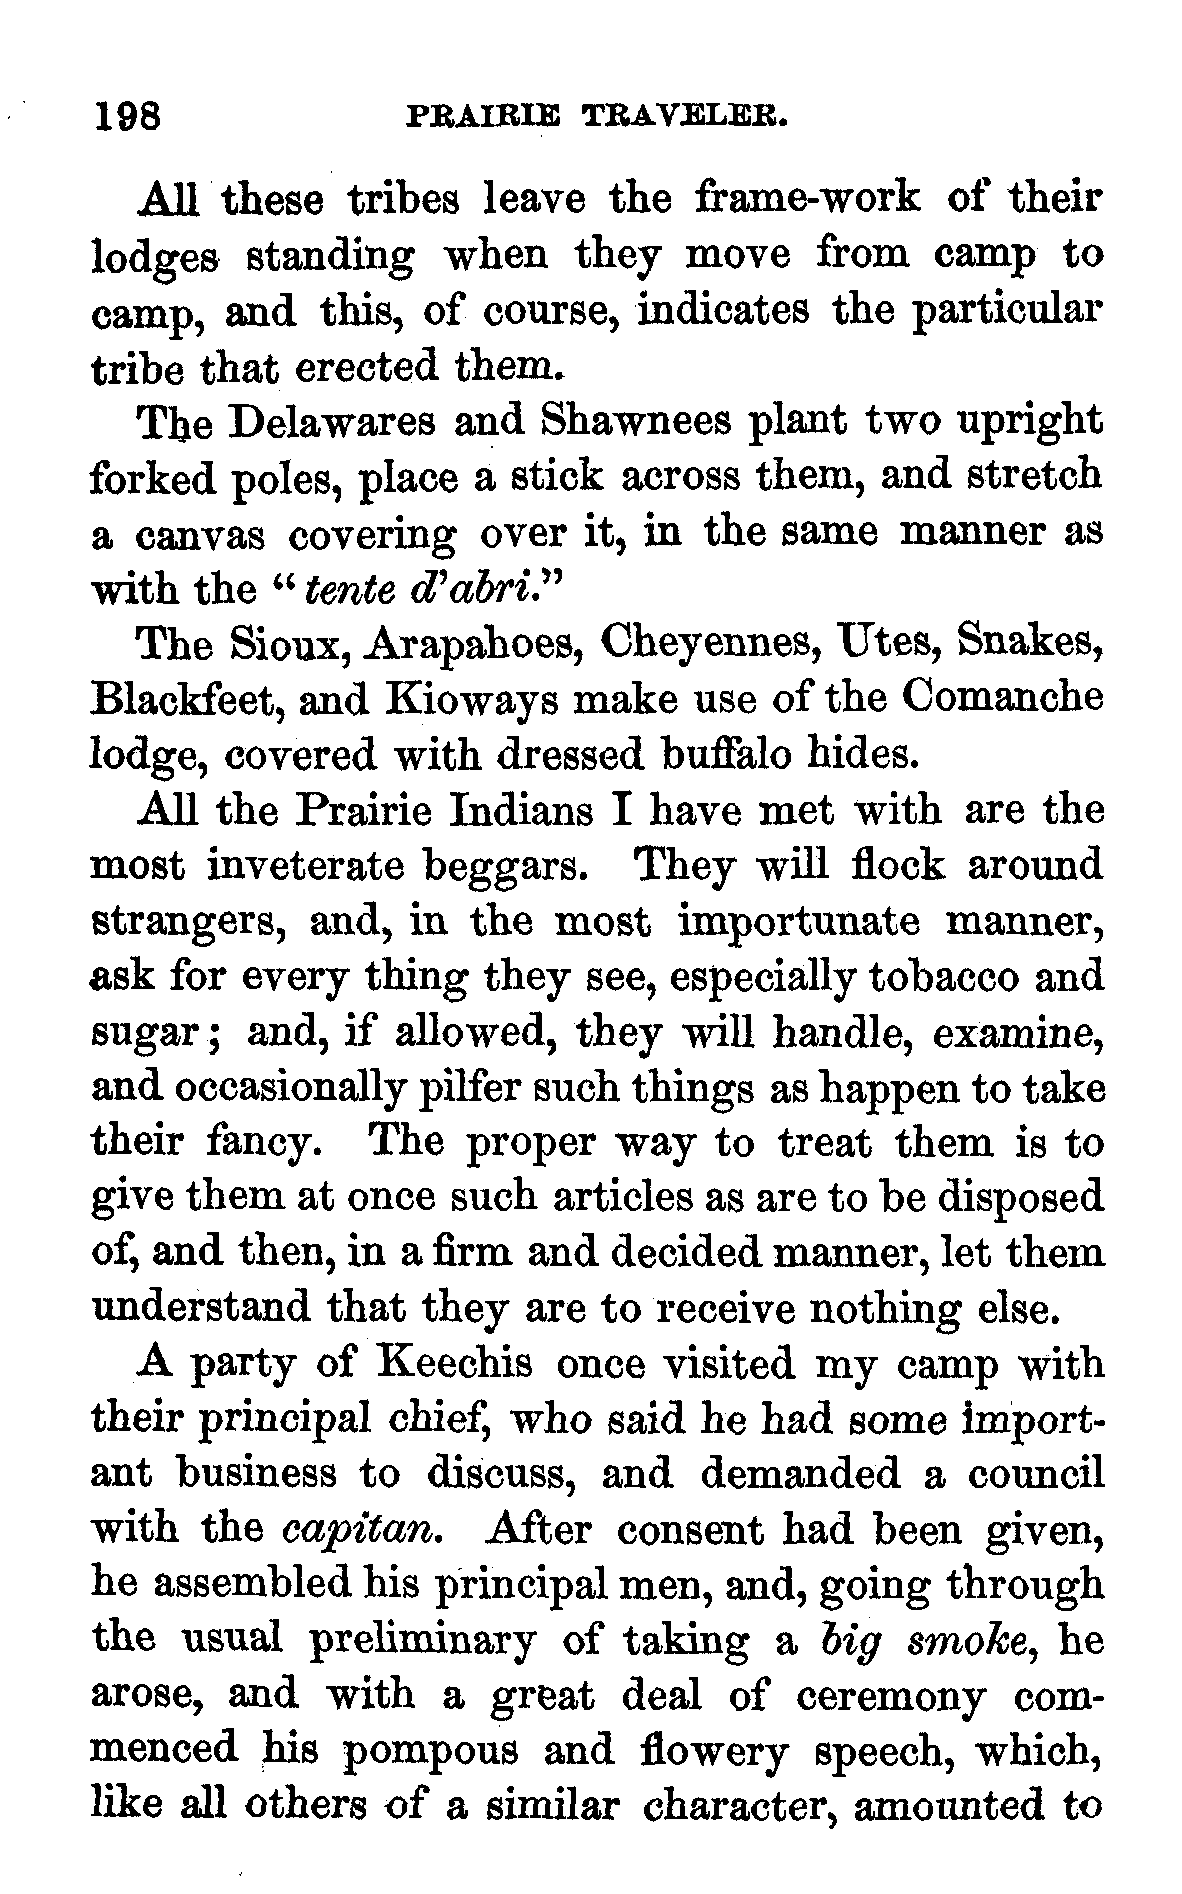 198 PRAIRIE TRAVELER.
All these tribes leave the frame-work of their
lodges standing when they move from camp to
camp, and this, of course, indicates the particular
tribe that erected them.
The Delawares and Shawnees plant two upright
forked poles, place a stick across them, and stretch
a canvas covering over it, in the same manner as
with the “tente d’abri.”
The Sioux, Arapahoes, Cheyennes, Utes, Snakes,
Blackfeet, and Kioways make use of the Comanche
lodge, covered with dressed buffalo hides.
All the Prairie Indians I have met with are the
most inveterate beggars. They will flock around
strangers, and, in the most importunate manner,
ask for every thing they see, especially tobacco and
sugar; and, if allowed, they will handle, examine,
and occasionally pilfer such things as happen to take
their fancy. The proper way to treat them is to
give them at once such articles as are to be disposed
of, and then, in a firm and decided manner, let them
understand that they are to receive nothing else.
A party of Keechis once visited my camp with
their principal chief, who said he had some import-
ant business to discuss, and demanded a council
with the capitan. After consent had been given,
he assembled his principal men, and, going through
the usual preliminary of taking a big smoke, he
arose, and with a great deal of ceremony com-
menced his pompous and flowery speech, which,
like all others of a similar character, amounted to